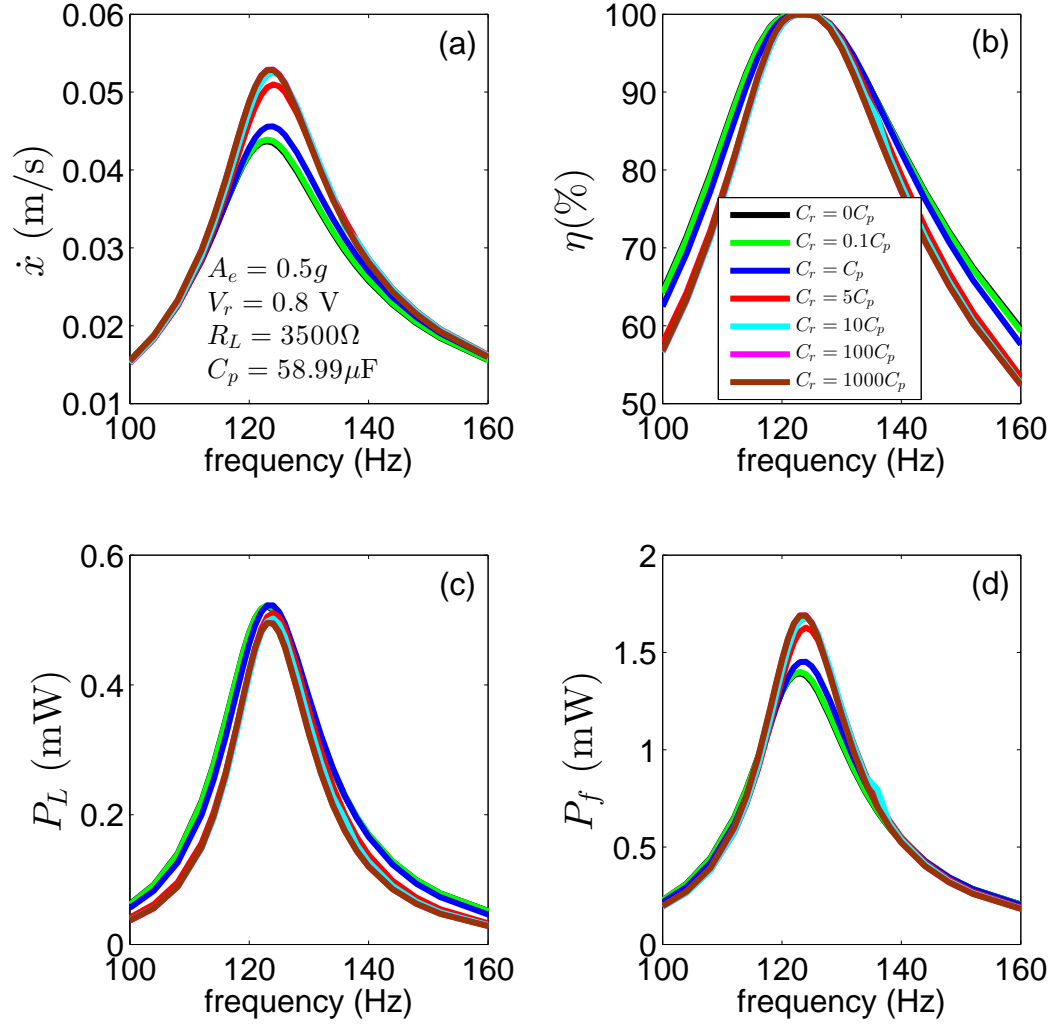 (a)
0.06
0.05
0.04
0.03
0.02
0.01
ẋ (m/s)
A_e = 0.5g
V_r = 0.8 V
R_L = 3500Ω
C_p = 58.99μF
100 120 140 160
frequency (Hz)
(b)
100
90
80
70
60
50
η(%)
C_r = 0C_p
C_r = 0.1C_p
C_r = C_p
C_r = 5C_p
C_r = 10C_p
C_r = 100C_p
C_r = 1000C_p
100 120 140 160
frequency (Hz)
(c)
0.6
0.4
0.2
0
P_L (mW)
100 120 140 160
frequency (Hz)
(d)
2
1.5
1
0.5
0
P_f (mW)
100 120 140 160
frequency (Hz)